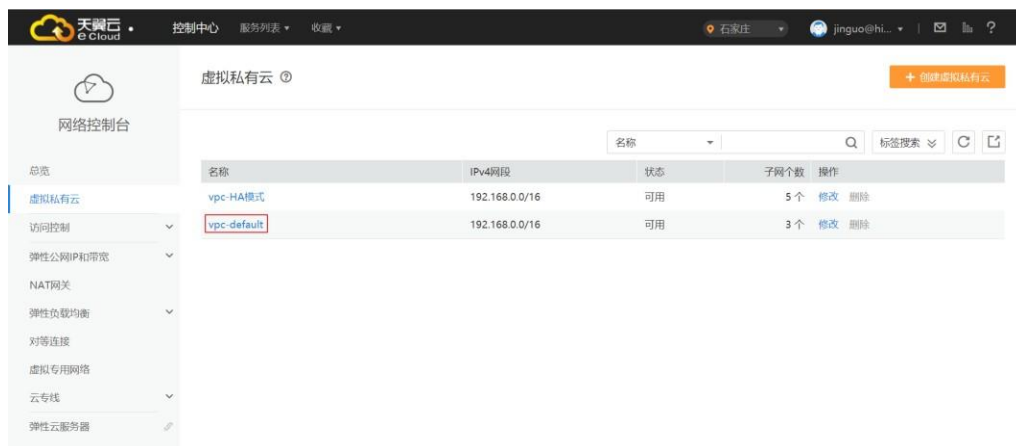 天翼云 e Cloud 控制中心 服务列表 收藏 石家庄 jinguo@hi... ?
网络控制台
总览
虚拟私有云
访问控制
弹性公网IP和带宽
NAT网关
弹性负载均衡
对等连接
虚拟专用网络
云专线
弹性云服务器
虚拟私有云 ?
+ 创建虚拟私有云
名称 标签搜索
名称 IPv4网段 状态 子网个数 操作
vpc-HA模式 192.168.0.0/16 可用 5 个 修改 删除
vpc-default 192.168.0.0/16 可用 3 个 修改 删除